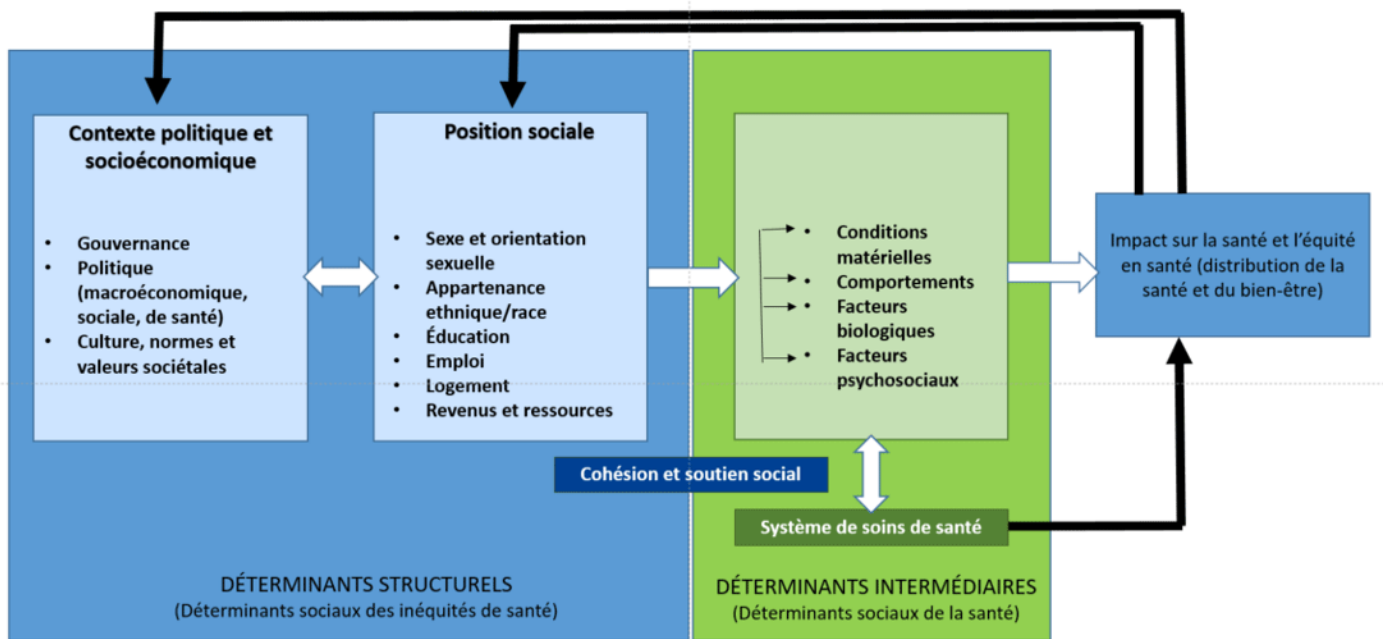 Contexte politique et
socioéconomique
• Gouvernance
• Politique
(macroéconomique,
sociale, de santé)
• Culture, normes et
valeurs sociétales
Position sociale
• Sexe et orientation
sexuelle
• Appartenance
ethnique/race
• Éducation
• Emploi
• Logement
• Revenus et ressources
• Conditions
matérielles
• Comportements
• Facteurs
biologiques
• Facteurs
psychosociaux
Impact sur la santé et l’équité
en santé (distribution de la
santé et du bien-être)
Cohésion et soutien social
Système de soins de santé
DÉTERMINANTS STRUCTURELS
(Déterminants sociaux des inéquités de santé)
DÉTERMINANTS INTERMÉDIAIRES
(Déterminants sociaux de la santé)